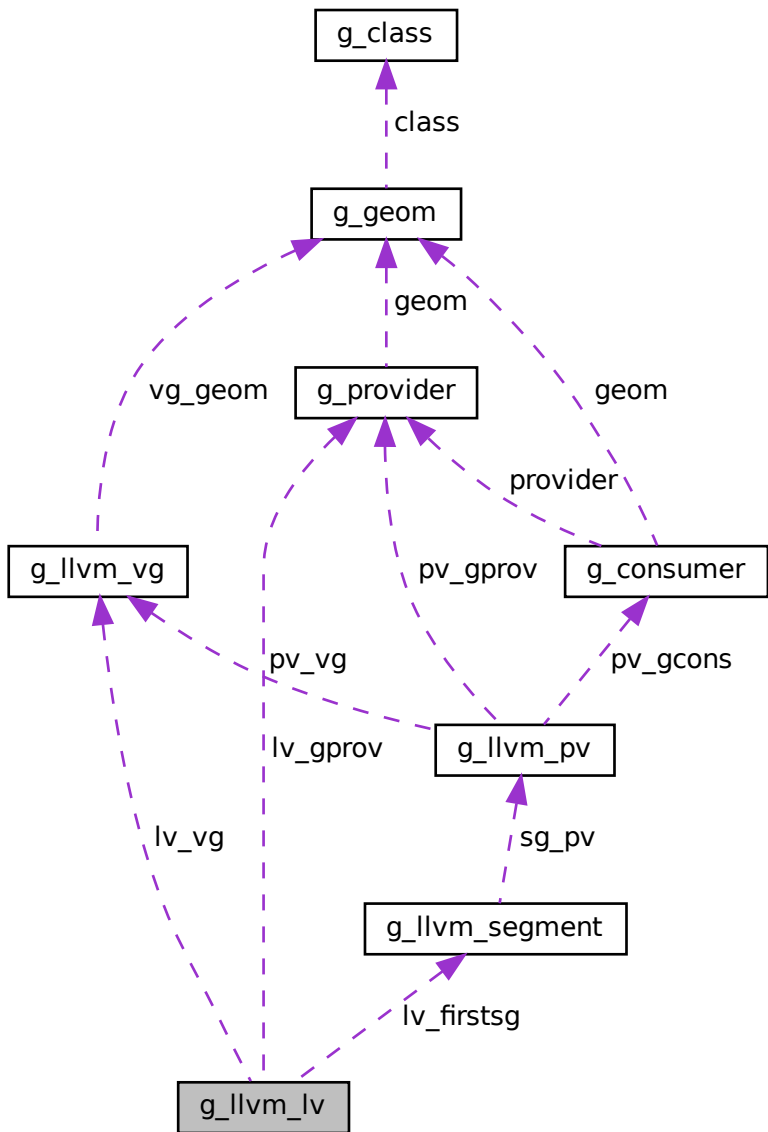 g_class
class
g_geom
geom
vg_geom
geom
g_provider
provider
g_llvm_vg
pv_gprov
g_consumer
pv_vg
pv_gcons
lv_gprov
g_llvm_pv
lv_vg
sg_pv
g_llvm_segment
lv_firstsg
g_llvm_lv